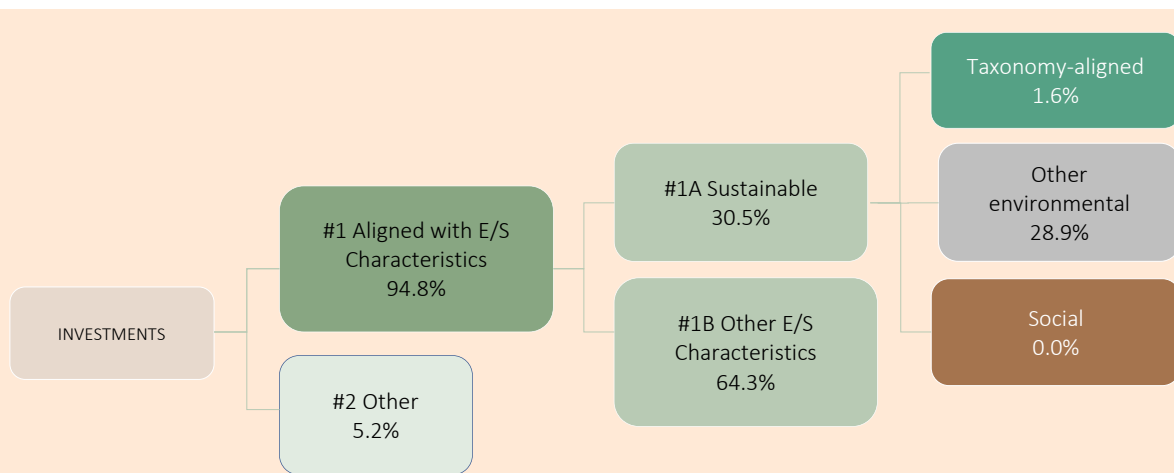 INVESTMENTS
#1 Aligned with E/S
Characteristics
94.8%
#2 Other
5.2%
#1A Sustainable
30.5%
#1B Other E/S
Characteristics
64.3%
Taxonomy-aligned
1.6%
Other
environmental
28.9%
Social
0.0%